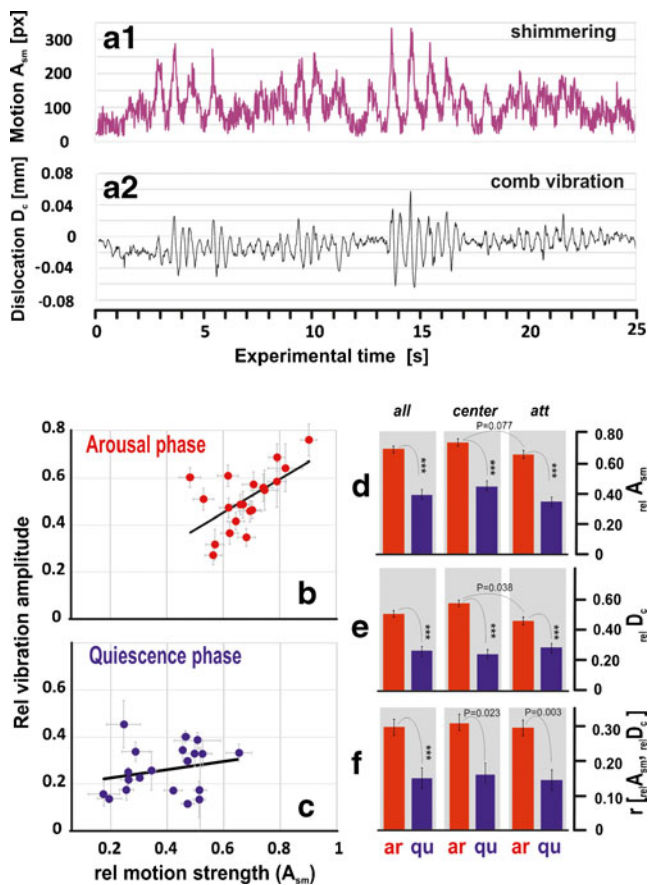 a1
shimmering
Motion A_sm [px]
300
200
100
0
a2
comb vibration
Dislocation D_c [mm]
0.08
0.04
0
-0.04
-0.08
0 5 10 15 20 25
Experimental time [s]
Arousal phase
b
0.8
0.6
0.4
0.2
0
Rel vibration amplitude
Quiescence phase
c
0.6
0.4
0.2
0
0.2 0.4 0.6 0.8 1
rel motion strength (A_sm)
all center att
P=0.077
d
***
***
***
0.80
0.60
0.40
0.20
0
rel A_sm
P=0.038
e
***
***
***
0.60
0.40
0.20
0
rel D_c
f
***
P=0.023
P=0.003
0.30
0.15
0
r [rel A_sm, rel D_c]
ar qu ar qu ar qu